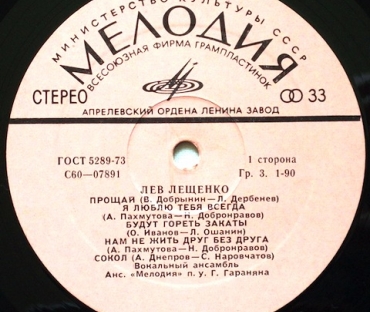 МИНИСТЕРСТВО КУЛЬТУРЫ СССР
МЕЛОДИЯ
ВСЕСОЮЗНАЯ ФИРМА ГРАМПЛАСТИНОК
СТЕРЕО
33
АПРЕЛЕВСКИЙ ОРДЕНА ЛЕНИНА ЗАВОД
ГОСТ 5289-73
1 сторона
С60—07891
Гр. 3. 1-90
ЛЕВ ЛЕЩЕНКО
ПРОЩАЙ (В. Добрынин—Л. Дербенев)
Я ЛЮБЛЮ ТЕБЯ ВСЕГДА
(А. Пахмутова—Н. Добронравов)
БУДУТ ГОРЕТЬ ЗАКАТЫ
(О. Иванов—Л. Ошанин)
НАМ НЕ ЖИТЬ ДРУГ БЕЗ ДРУГА
(А. Пахмутова—Н. Добронравов)
СОКОЛ (А. Днепров—С. Наровчатов)
Вокальный ансамбль
Анс. «Мелодия» п. у Г. Гараняна